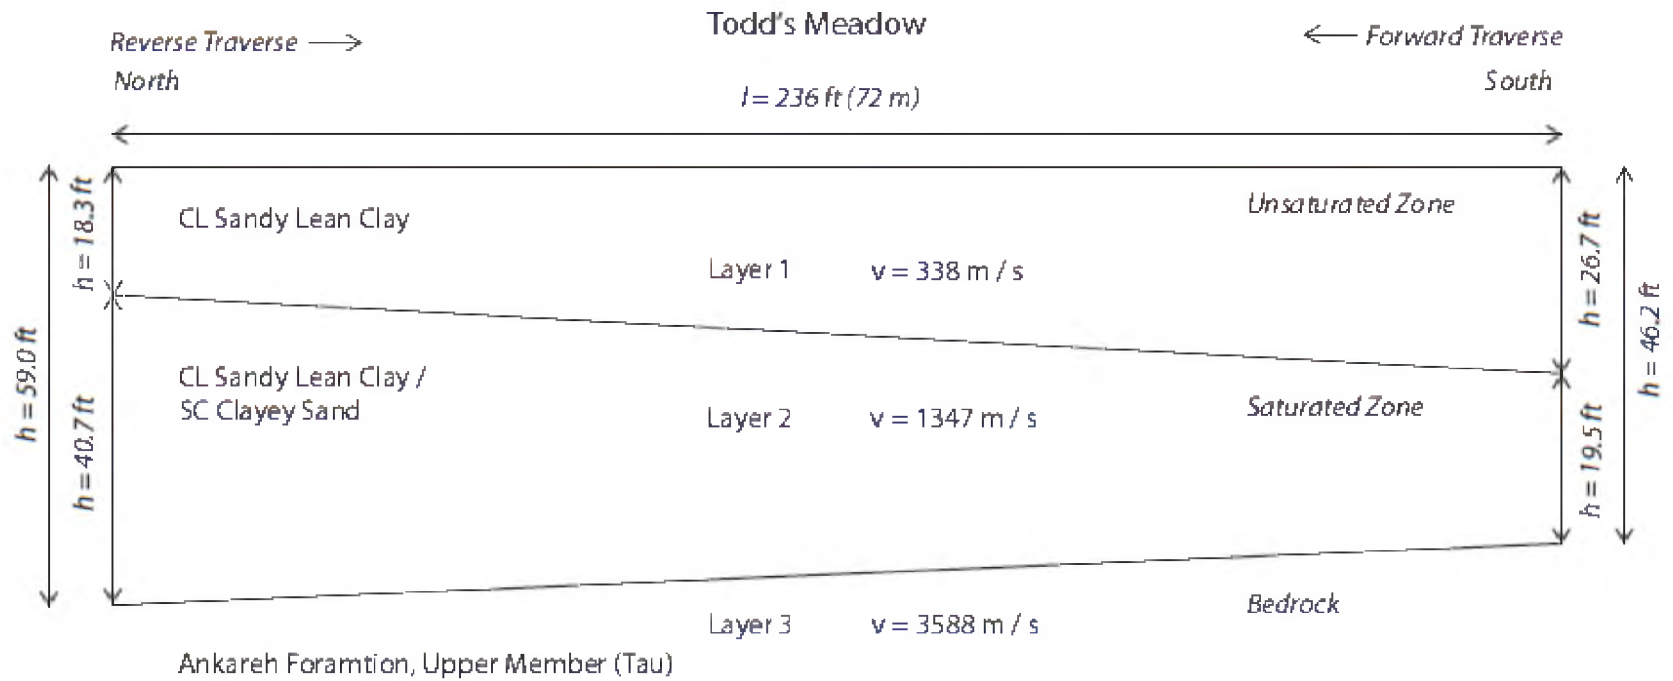 Todd's Meadow
Reverse Traverse
Forward Traverse
North
South
l = 236 ft (72 m)
h = 18.3 ft
CL Sandy Lean Clay
Unsaturated Zone
Layer 1 v = 338 m / s
h = 26.7 ft
h = 59.0 ft
h = 46.2 ft
CL Sandy Lean Clay /
SC Clayey Sand
h = 40.7 ft
Layer 2 v = 1347 m / s
Saturated Zone
h = 19.5 ft
Layer 3 v = 3588 m / s
Bedrock
Ankareh Foramtion, Upper Member (Tau)